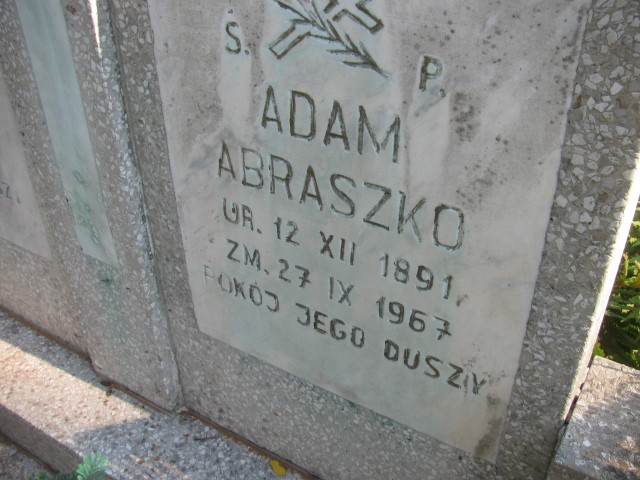 Ś. P.
ADAM
ABRASZKO
UR. 12 XII 1891.
ZM. 27 IX 1967
POKÓJ JEGO DUSZY